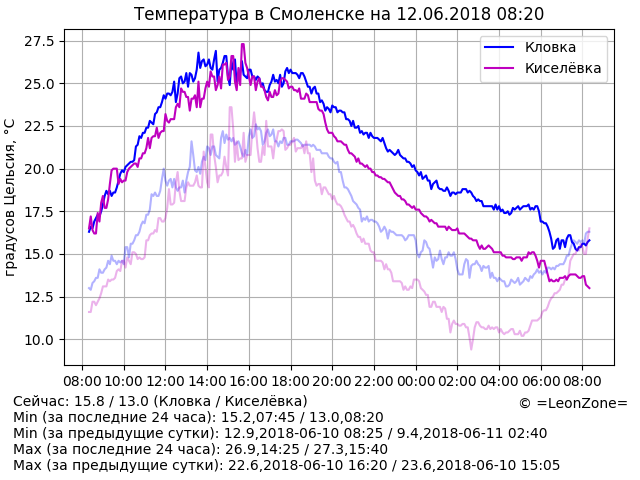 Температура в Смоленске на 12.06.2018 08:20
27.5
25.0
22.5
20.0
17.5
15.0
12.5
10.0
градусов Цельсия, °C
Кловка
Киселёвка
08:00 10:00 12:00 14:00 16:00 18:00 20:00 22:00 00:00 02:00 04:00 06:00 08:00
Сейчас: 15.8 / 13.0 (Кловка / Киселёвка)
© =LeonZone=
Min (за последние 24 часа): 15.2,07:45 / 13.0,08:20
Min (за предыдущие сутки): 12.9,2018-06-10 08:25 / 9.4,2018-06-11 02:40
Max (за последние 24 часа): 26.9,14:25 / 27.3,15:40
Max (за предыдущие сутки): 22.6,2018-06-10 16:20 / 23.6,2018-06-10 15:05